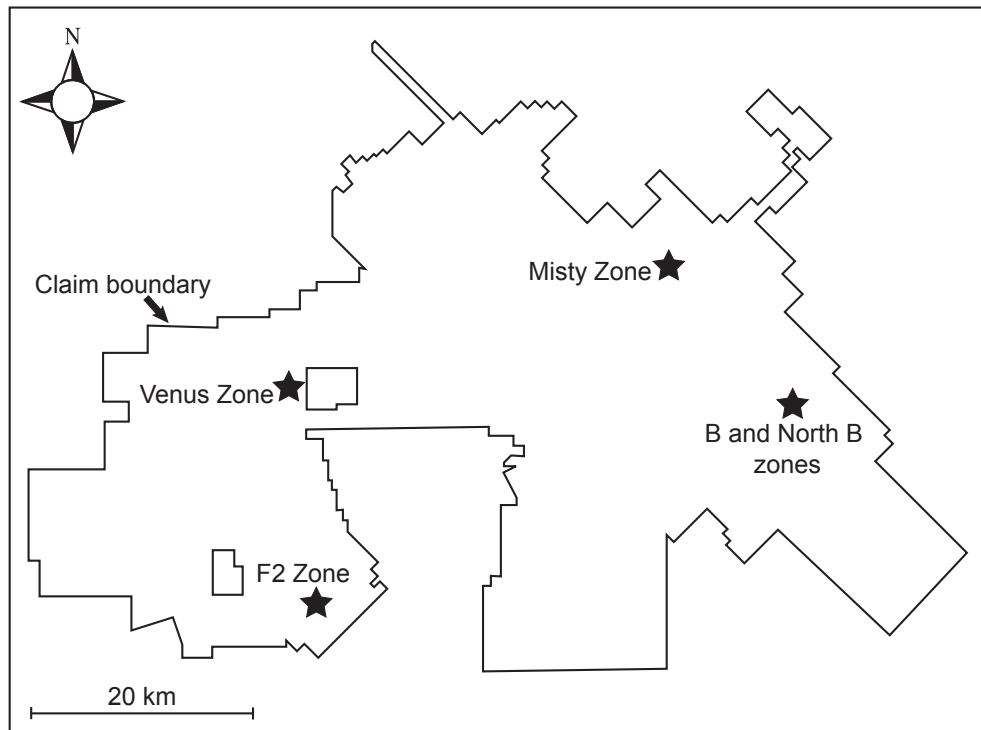 N
Misty Zone
Claim boundary
Venus Zone
B and North B
zones
F2 Zone
20 km